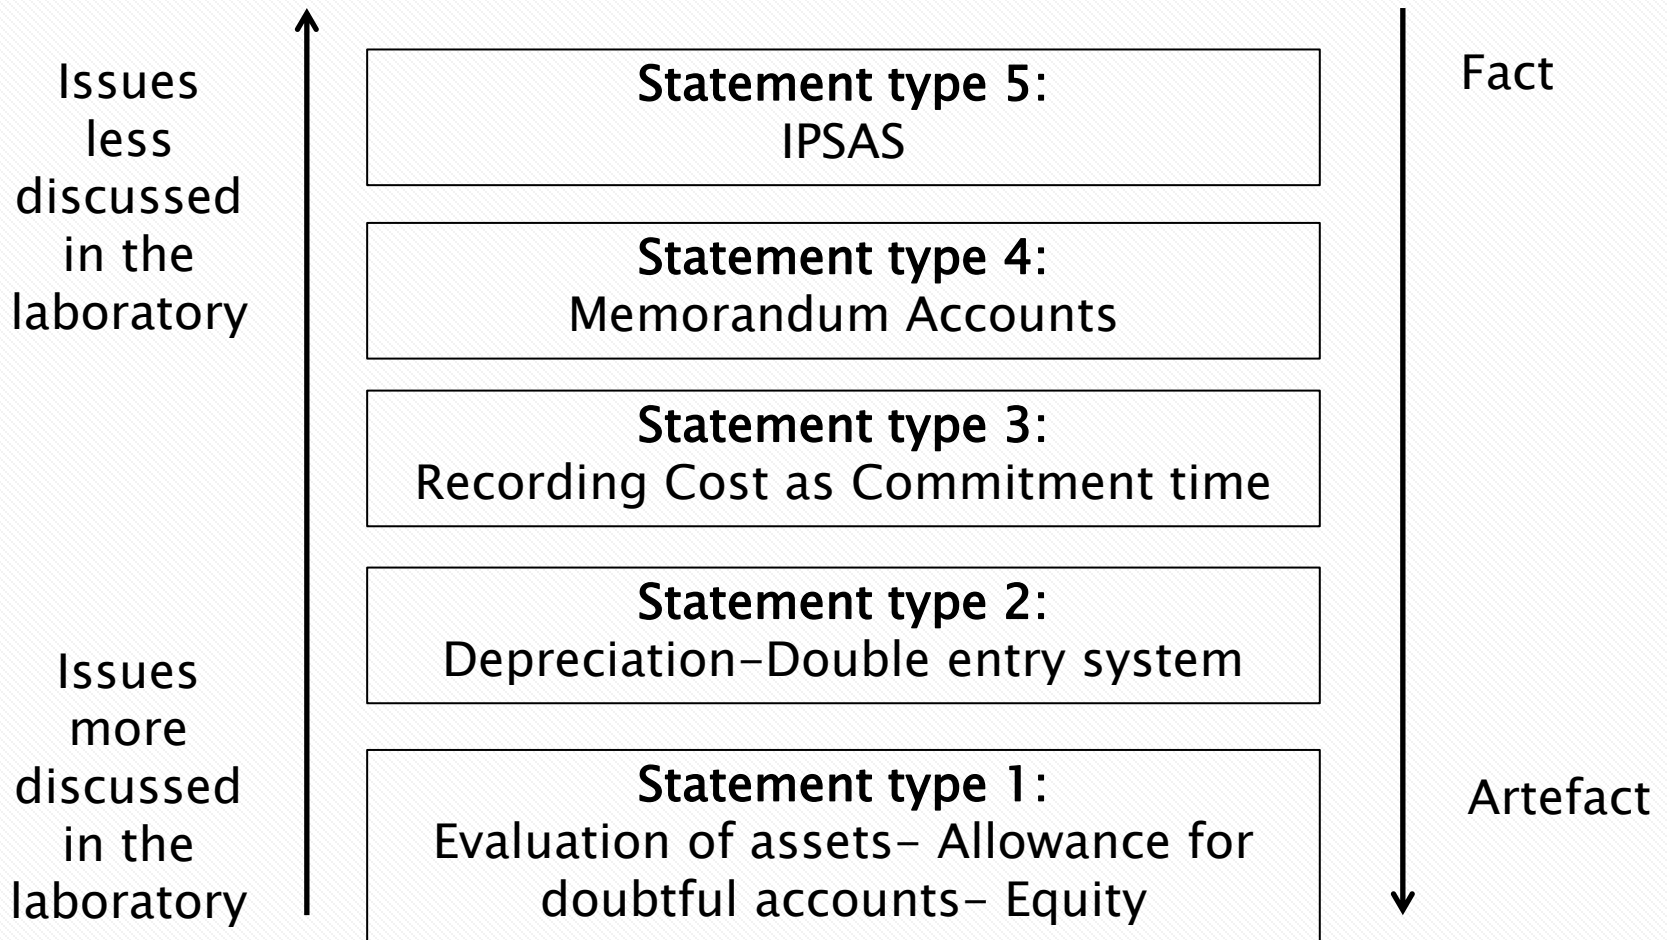 Issues
less
discussed
in the
laboratory
Statement type 5:
IPSAS
Fact
Statement type 4:
Memorandum Accounts
Statement type 3:
Recording Cost as Commitment time
Statement type 2:
Depreciation-Double entry system
Issues
more
discussed
in the
laboratory
Statement type 1:
Evaluation of assets- Allowance for
doubtful accounts- Equity
Artefact